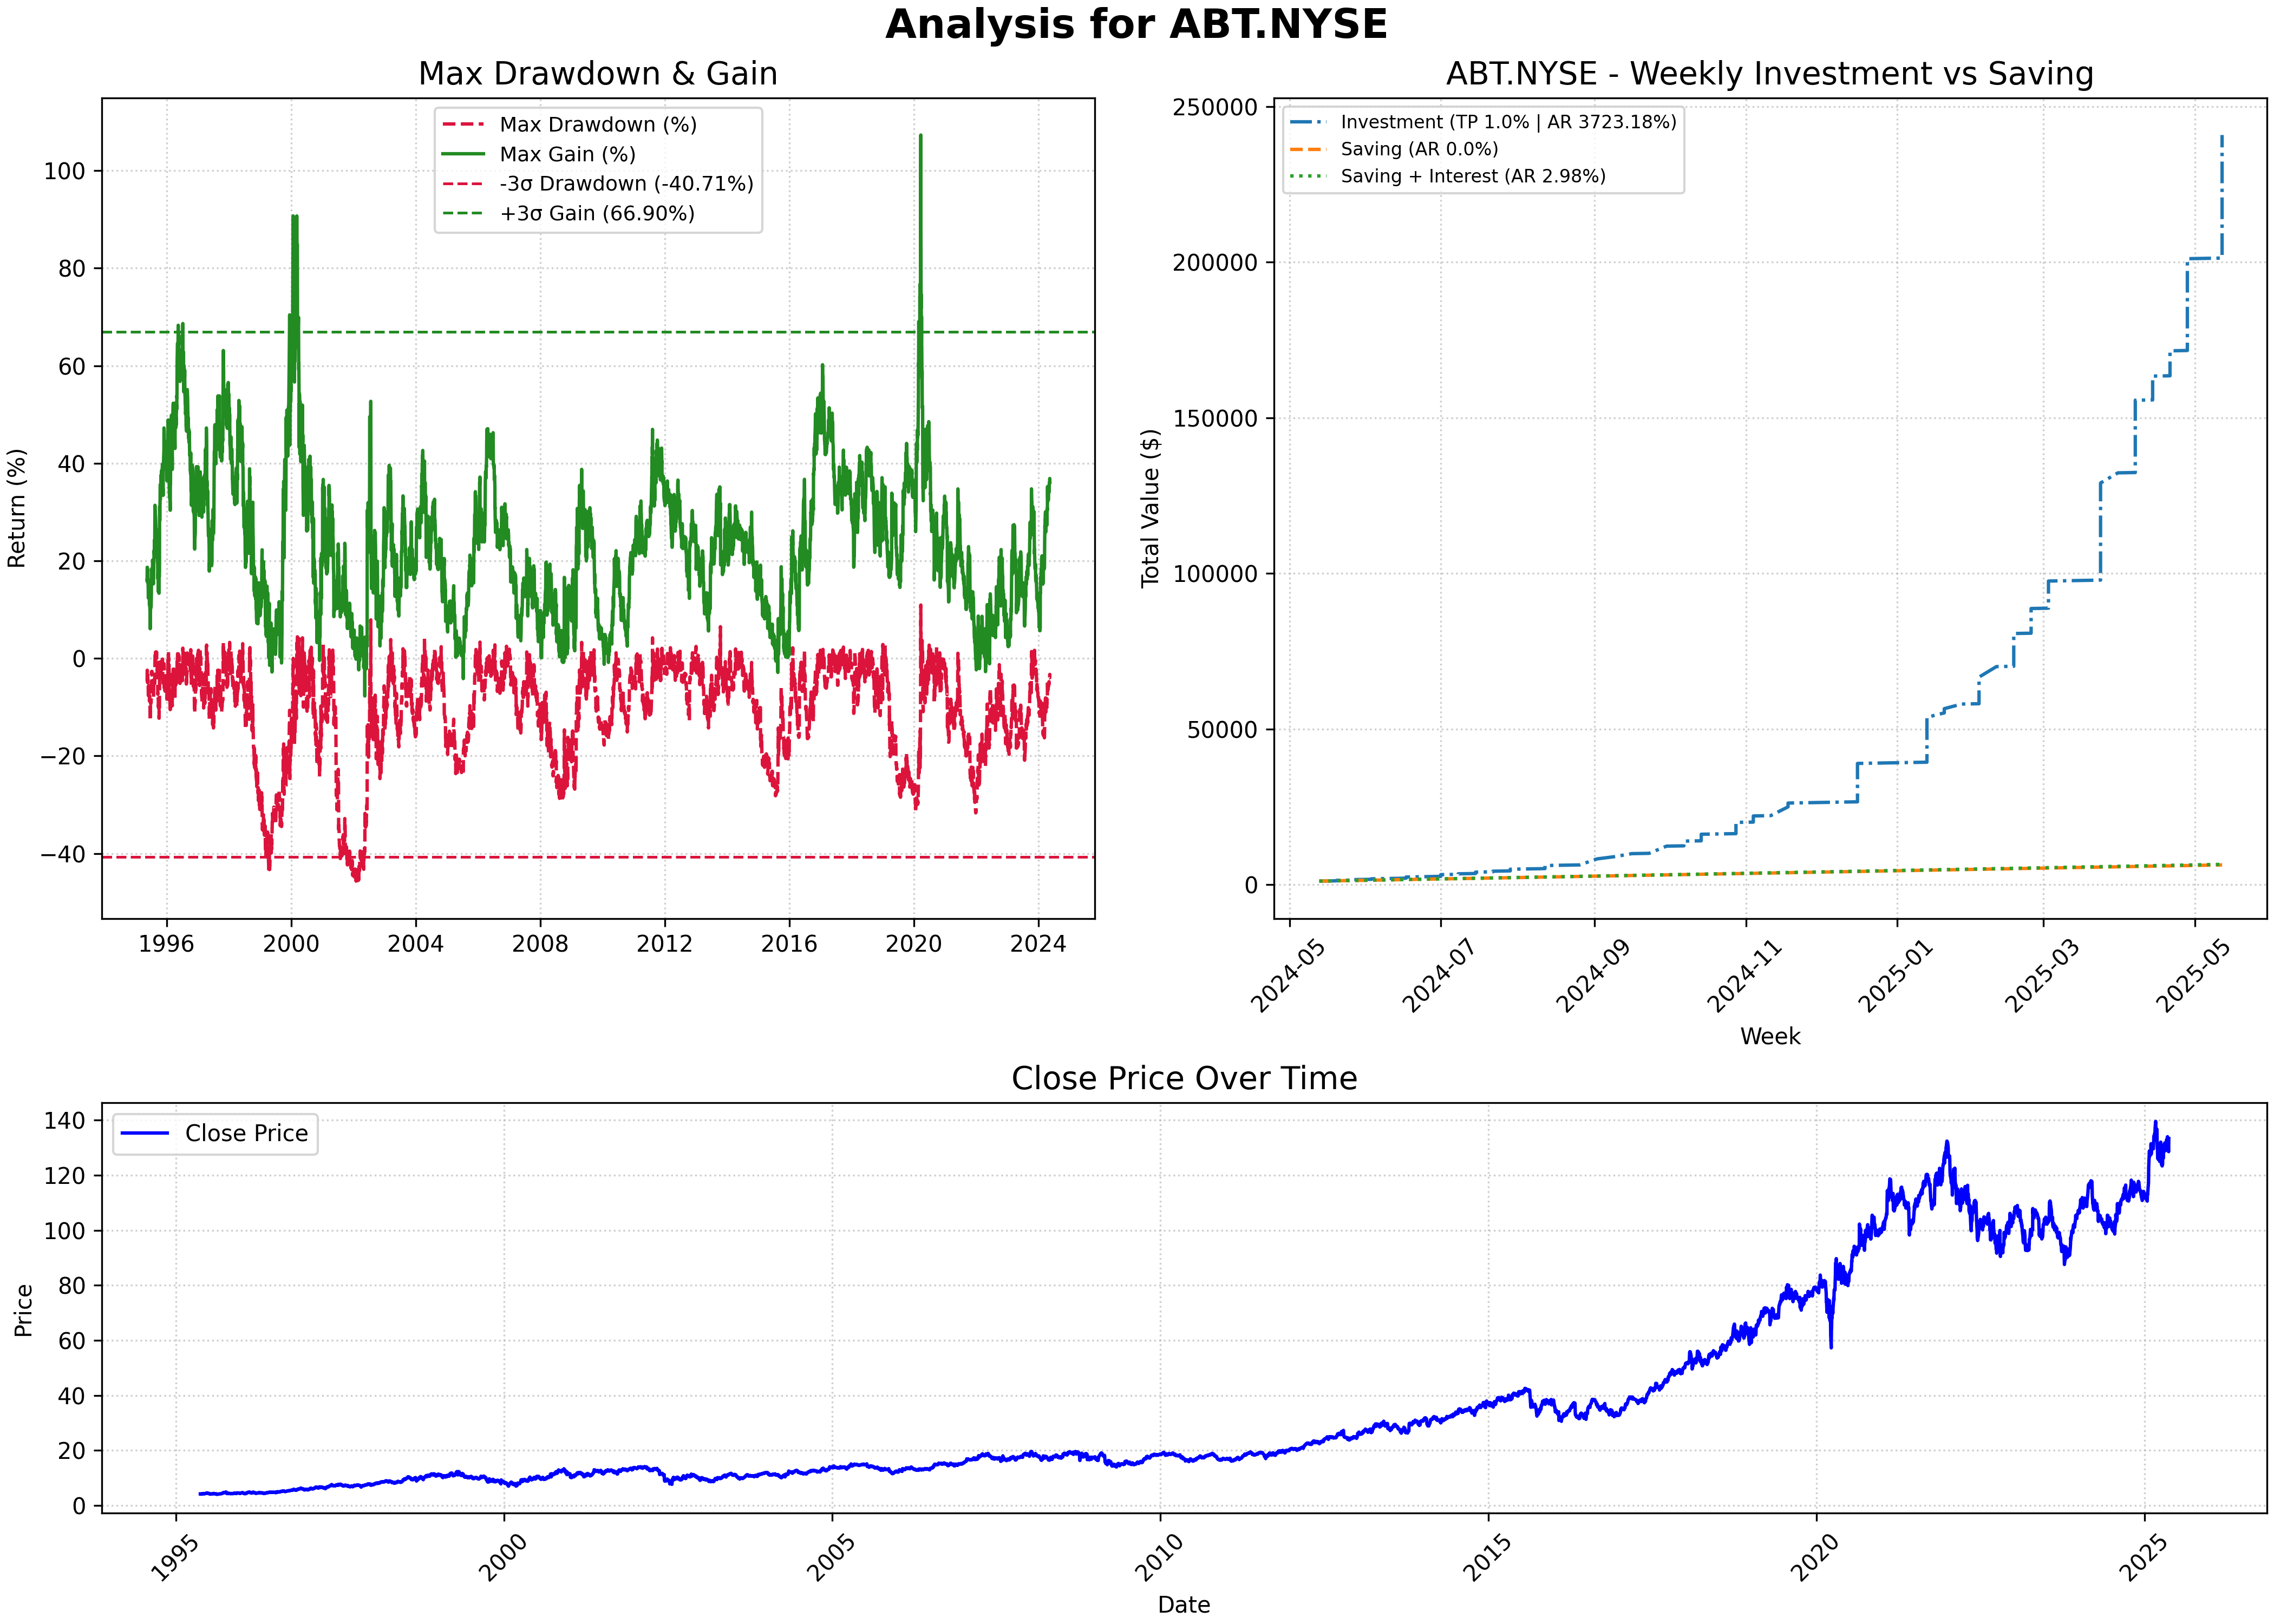 Analysis for ABT.NYSE
Max Drawdown & Gain
Max Drawdown (%)
Max Gain (%)
-3σ Drawdown (-40.71%)
+3σ Gain (66.90%)
Return (%)
100
80
60
40
20
0
−20
−40
1996 2000 2004 2008 2012 2016 2020 2024
ABT.NYSE - Weekly Investment vs Saving
Investment (TP 1.0% | AR 3723.18%)
Saving (AR 0.0%)
Saving + Interest (AR 2.98%)
Total Value ($)
250000
200000
150000
100000
50000
0
2024-05 2024-07 2024-09 2024-11 2025-01 2025-03 2025-05
Week
Close Price Over Time
Close Price
Price
140
120
100
80
60
40
20
0
1995 2000 2005 2010 2015 2020 2025
Date